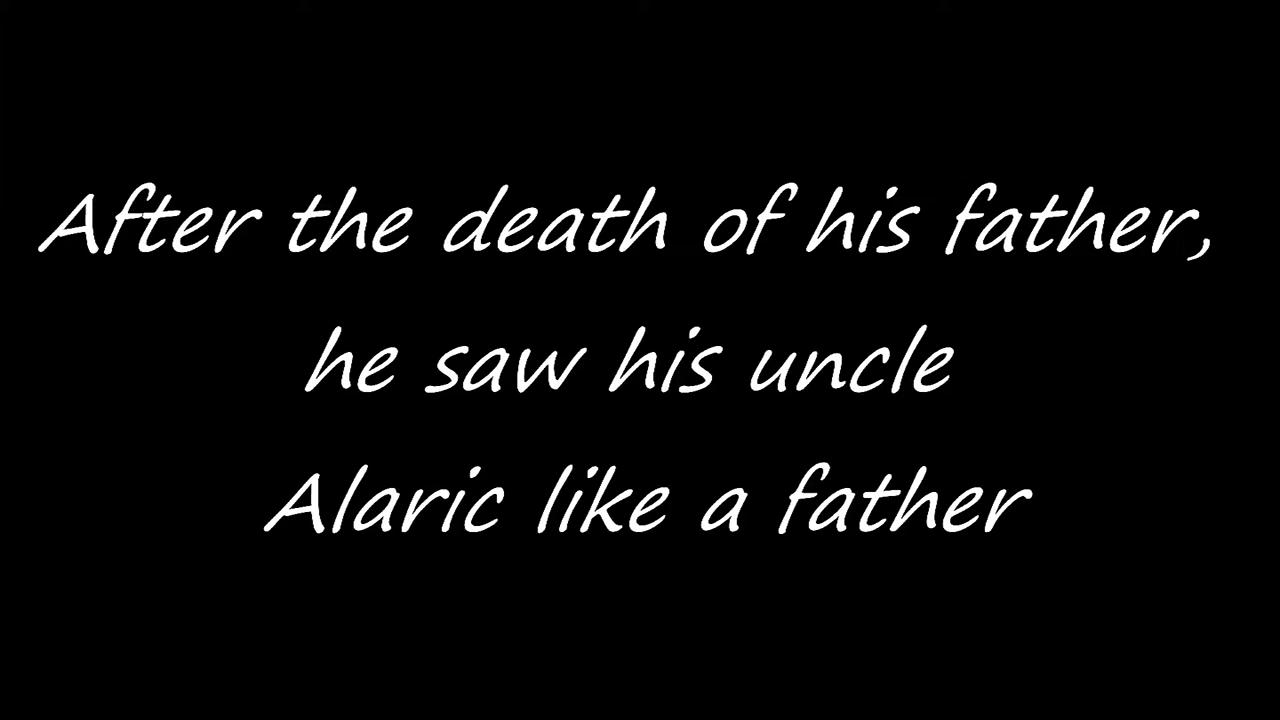 After the death of his father,
he saw his uncle
Alaric like a father